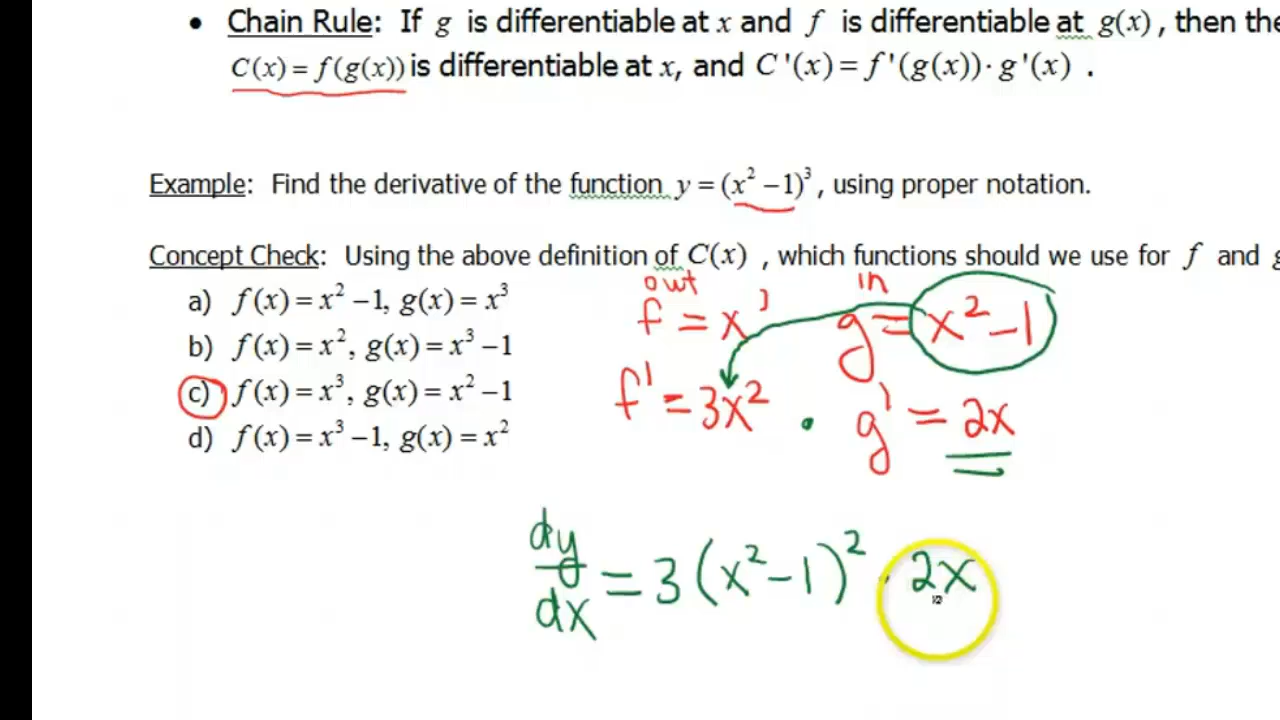 • Chain Rule: If g is differentiable at x and f is differentiable at g(x), then the
C(x) = f(g(x)) is differentiable at x, and C'(x) = f'(g(x))·g'(x) .
Example: Find the derivative of the function y = (x² −1)³, using proper notation.
Concept Check: Using the above definition of C(x), which functions should we use for f and g
out in
a) f(x) = x² −1, g(x) = x³
f = x³ g = x²−1
b) f(x) = x², g(x) = x³ −1
c) f(x) = x³, g(x) = x² −1
f' = 3x² · g' = 2x
d) f(x) = x³ −1, g(x) = x²
dy/dx = 3(x²−1)² · 2x